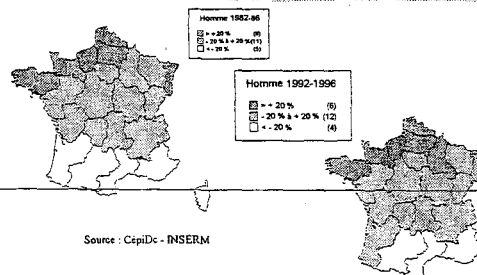 Homme 1982-86
≥ + 20 % (6)
- 20 % à + 20 % (11)
< - 20 % (5)
Homme 1992-1996
≥ + 20 % (6)
- 20 % à + 20 % (12)
< - 20 % (4)
Source : CépiDc - INSERM